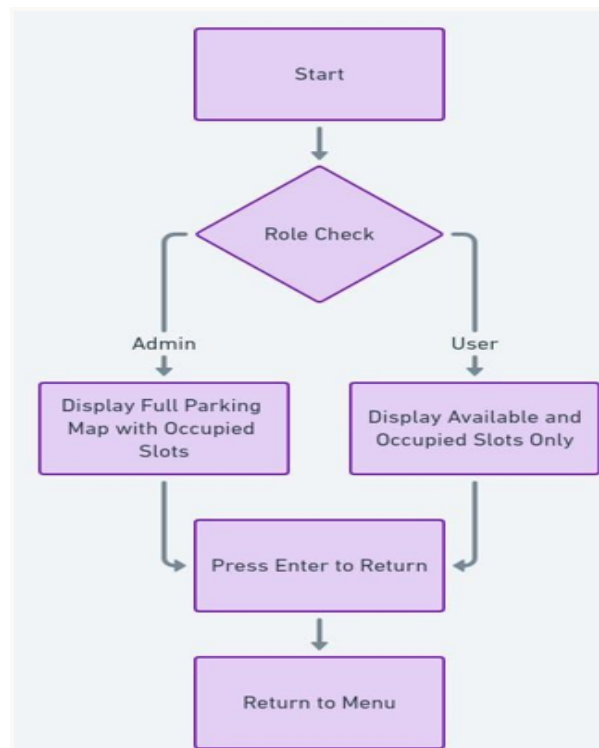 Start
Role Check
Admin
User
Display Full Parking
Map with Occupied
Slots
Display Available and
Occupied Slots Only
Press Enter to Return
Return to Menu